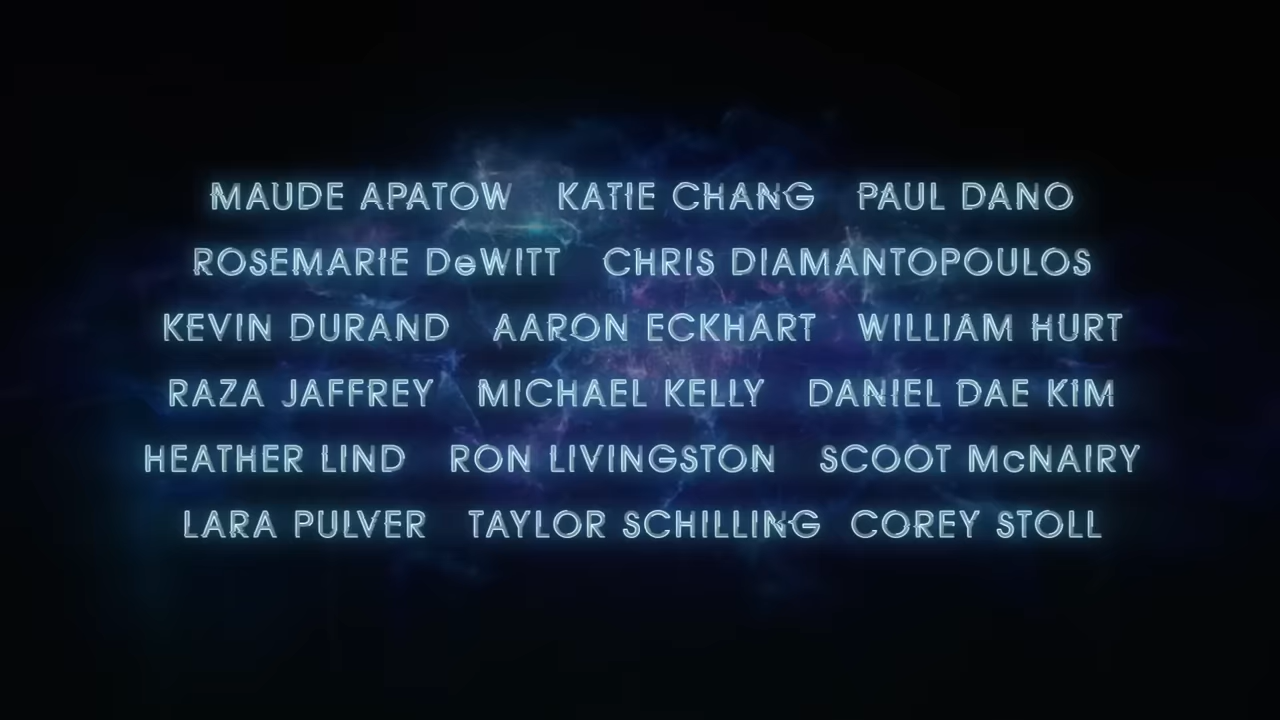 MAUDE APATOW KATIE CHANG PAUL DANO
ROSEMARIE DeWITT CHRIS DIAMANTOPOULOS
KEVIN DURAND AARON ECKHART WILLIAM HURT
RAZA JAFFREY MICHAEL KELLY DANIEL DAE KIM
HEATHER LIND RON LIVINGSTON SCOOT McNAIRY
LARA PULVER TAYLOR SCHILLING COREY STOLL